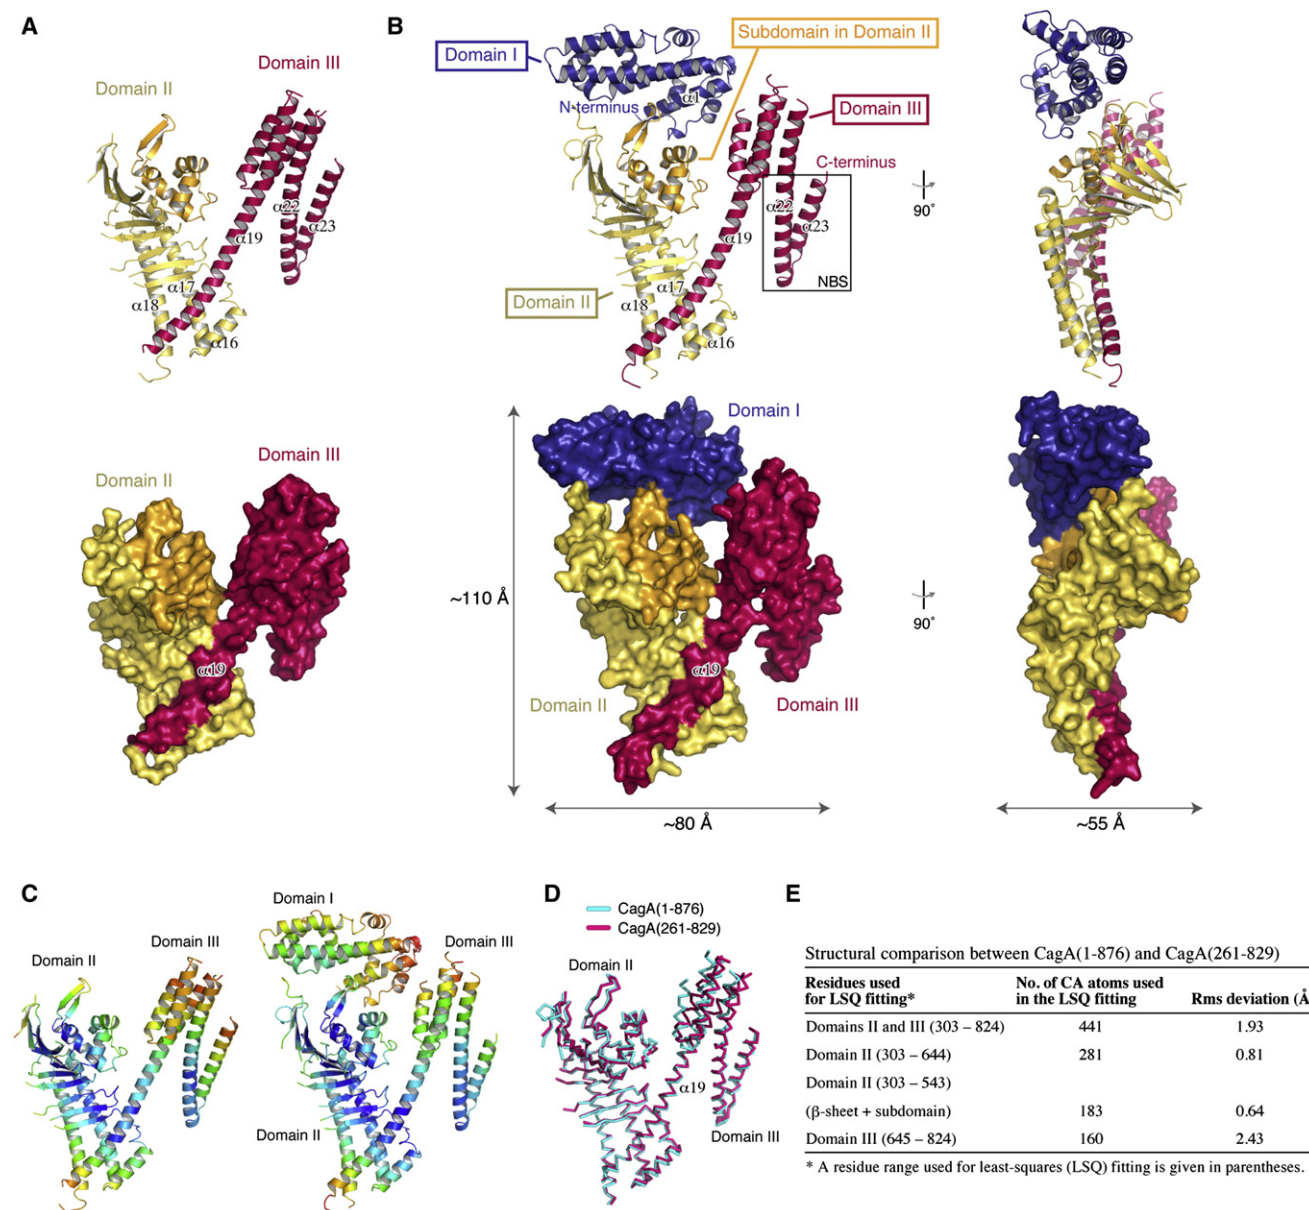 A
Domain II
Domain III
α22
α23
α19
α17
α18
α16
B
Domain I
Subdomain in Domain II
N-terminus
α1
Domain III
C-terminus
α22
α23
α19
NBS
Domain II
α17
α18
α16
90°
Domain II
Domain III
α19
Domain I
~110 Å
α19
Domain II
Domain III
90°
~80 Å
~55 Å
C
Domain II
Domain III
Domain I
Domain III
Domain II
D
CagA(1-876)
CagA(261-829)
Domain II
α19
Domain III
E
Structural comparison between CagA(1-876) and CagA(261-829)
Residues used for LSQ fitting* No. of CA atoms used in the LSQ fitting Rms deviation (Å
Domains II and III (303 – 824) 441 1.93
Domain II (303 – 644) 281 0.81
Domain II (303 – 543)
(β-sheet + subdomain) 183 0.64
Domain III (645 – 824) 160 2.43
* A residue range used for least-squares (LSQ) fitting is given in parentheses.